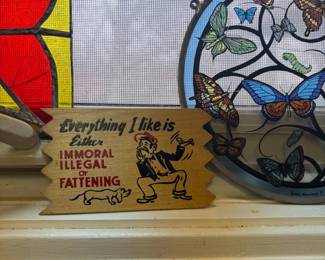 Everything I like is
Either
IMMORAL
ILLEGAL
or
FATTENING